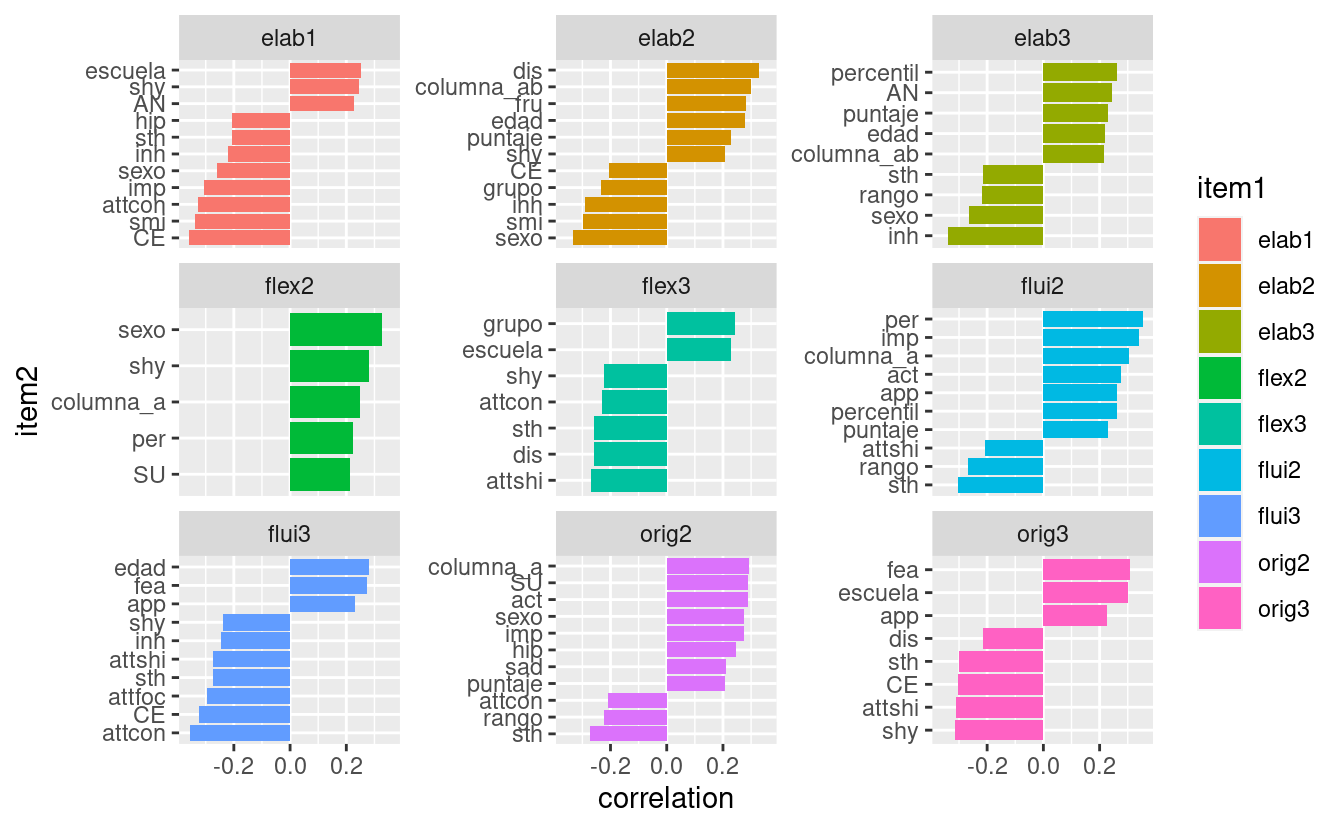 elab1
escuela
shy
AN
hip
sth
inh
sexo
imp
attcon
smi
CE
elab2
dis
columna_ab
fru
edad
puntaje
shy
CE
grupo
inh
smi
sexo
elab3
percentil
AN
puntaje
edad
columna_ab
sth
rango
sexo
inh
flex2
sexo
shy
columna_a
per
SU
flex3
grupo
escuela
shy
attcon
sth
dis
attshi
flui2
per
imp
columna_a
act
app
percentil
puntaje
attshi
rango
sth
flui3
edad
fea
app
shy
inh
attshi
sth
attfoc
CE
attcon
-0.2 0.0 0.2
orig2
columna_a
SU
act
sexo
imp
hip
sad
puntaje
attcon
rango
sth
-0.2 0.0 0.2
orig3
fea
escuela
app
dis
sth
CE
attshi
shy
-0.2 0.0 0.2
correlation
item2
item1
elab1
elab2
elab3
flex2
flex3
flui2
flui3
orig2
orig3